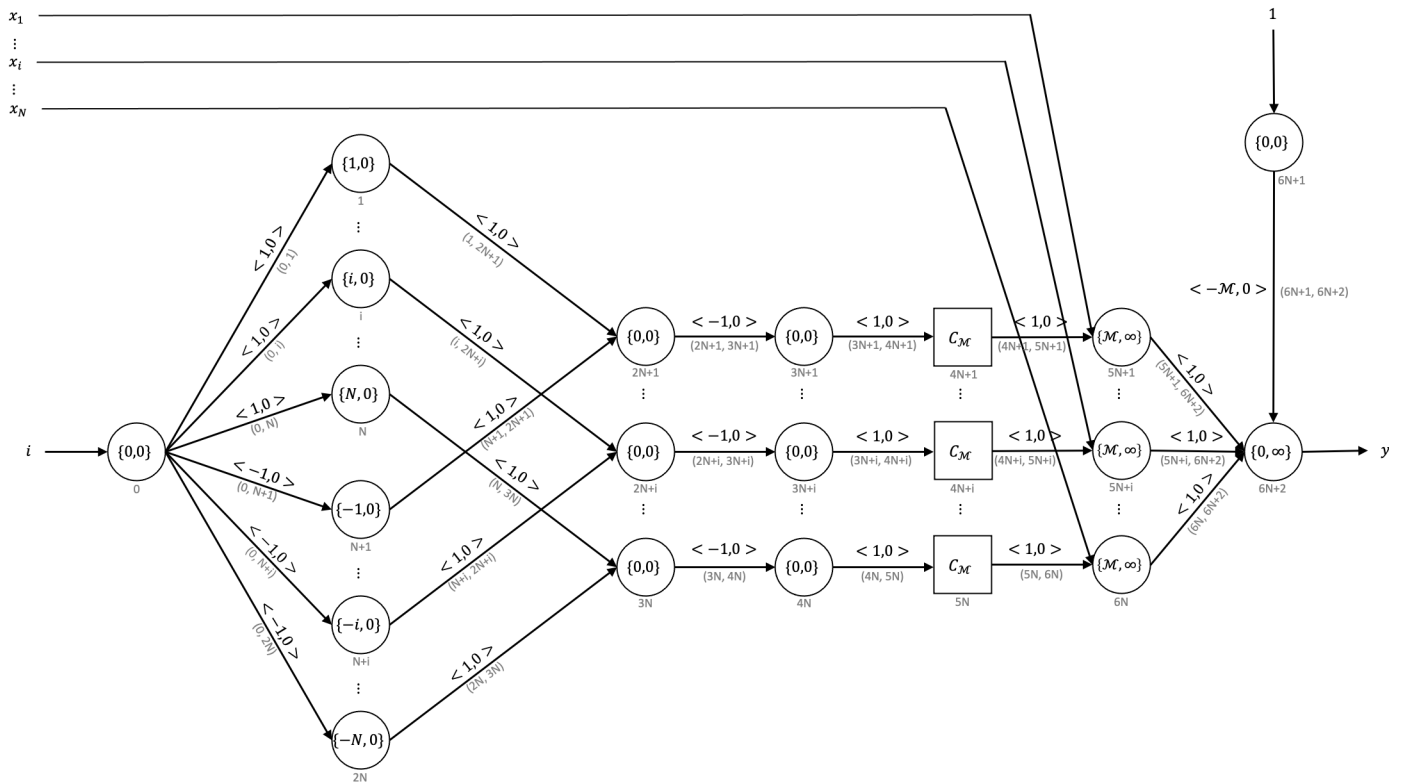 x₁
⋮
xᵢ
⋮
x_N
1
{0,0}
6N+1
< −ℳ, 0 >
(6N+1, 6N+2)
i
{0,0}
0
< 1,0 >
(0, 1)
< 1,0 >
(0, i)
< 1,0 >
(0, N)
< −1,0 >
(0, N+1)
< −1,0 >
(0, N+i)
< −1,0 >
(0, 2N)
{1,0}
1
⋮
{i, 0}
i
⋮
{N, 0}
N
{−1,0}
N+1
⋮
{−i, 0}
N+i
⋮
{−N, 0}
2N
< 1,0 >
(1, 2N+1)
< 1,0 >
(i, 2N+i)
< 1,0 >
(N, 3N)
< 1,0 >
(N+1, 2N+1)
< 1,0 >
(N+i, 2N+i)
< 1,0 >
(2N, 3N)
{0,0}
2N+1
⋮
{0,0}
2N+i
⋮
{0,0}
3N
< −1,0 >
(2N+1, 3N+1)
< −1,0 >
(2N+i, 3N+i)
< −1,0 >
(3N, 4N)
{0,0}
3N+1
⋮
{0,0}
3N+i
⋮
{0,0}
4N
< 1,0 >
(3N+1, 4N+1)
< 1,0 >
(3N+i, 4N+i)
< 1,0 >
(4N, 5N)
C_ℳ
4N+1
⋮
C_ℳ
4N+i
⋮
C_ℳ
5N
< 1,0 >
(4N+1, 5N+1)
< 1,0 >
(4N+i, 5N+i)
< 1,0 >
(5N, 6N)
{ℳ, ∞}
5N+1
⋮
{ℳ, ∞}
5N+i
⋮
{ℳ, ∞}
6N
< 1,0 >
(5N+1, 6N+2)
< 1,0 >
(5N+i, 6N+2)
< 1,0 >
(6N, 6N+2)
{0, ∞}
6N+2
y